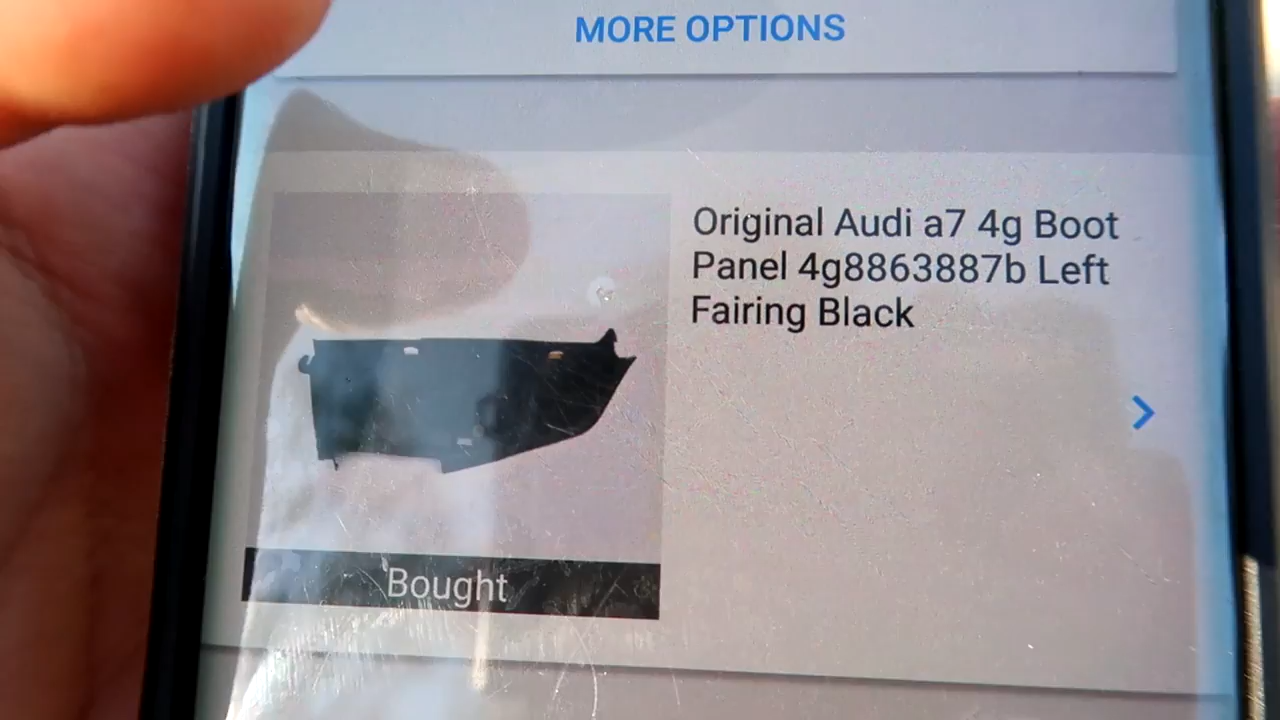 MORE OPTIONS
Original Audi a7 4g Boot
Panel 4g8863887b Left
Fairing Black
Bought